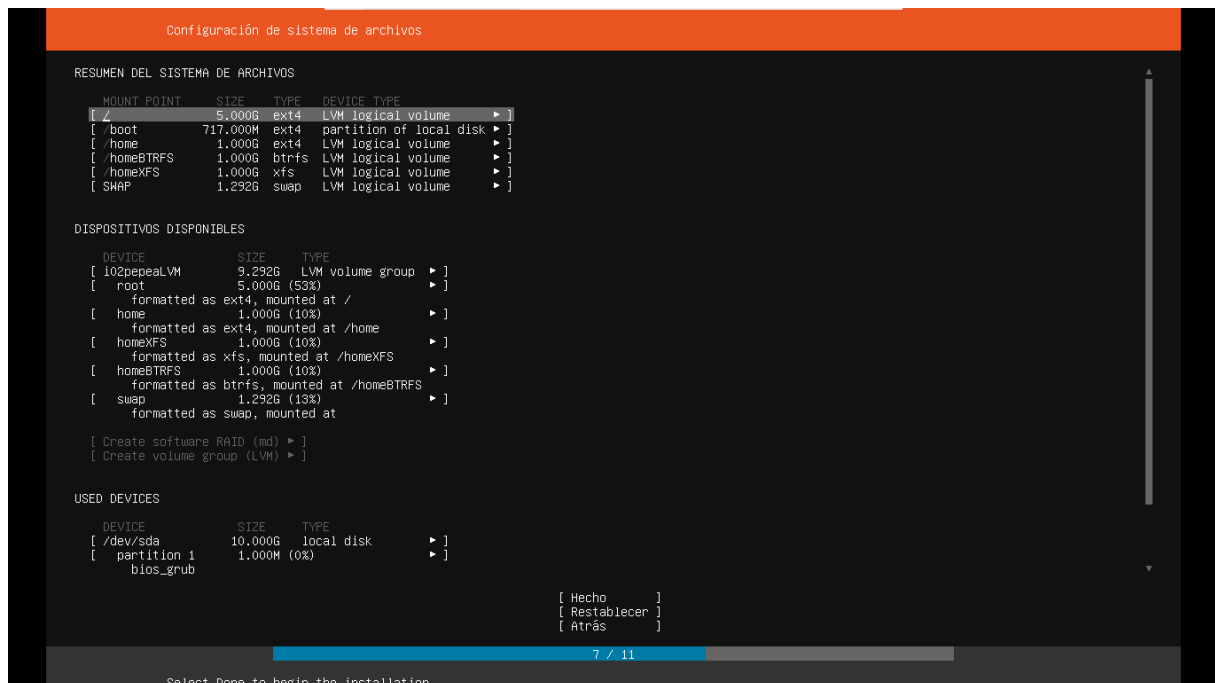 Configuración de sistema de archivos
RESUMEN DEL SISTEMA DE ARCHIVOS
MOUNT POINT SIZE TYPE DEVICE TYPE
[ / 5.000G ext4 LVM logical volume ▸ ]
[ /boot 717.000M ext4 partition of local disk ▸ ]
[ /home 1.000G ext4 LVM logical volume ▸ ]
[ /homeBTRFS 1.000G btrfs LVM logical volume ▸ ]
[ /homeXFS 1.000G xfs LVM logical volume ▸ ]
[ SWAP 1.292G swap LVM logical volume ▸ ]
DISPOSITIVOS DISPONIBLES
DEVICE SIZE TYPE
[ i02pepeaLVM 9.292G LVM volume group ▸ ]
[ root 5.000G (53%) ▸ ]
formatted as ext4, mounted at /
[ home 1.000G (10%) ▸ ]
formatted as ext4, mounted at /home
[ homeXFS 1.000G (10%) ▸ ]
formatted as xfs, mounted at /homeXFS
[ homeBTRFS 1.000G (10%) ▸ ]
formatted as btrfs, mounted at /homeBTRFS
[ swap 1.292G (13%) ▸ ]
formatted as swap, mounted at
[ Create software RAID (md) ▸ ]
[ Create volume group (LVM) ▸ ]
USED DEVICES
DEVICE SIZE TYPE
[ /dev/sda 10.000G local disk ▸ ]
[ partition 1 1.000M (0%) ▸ ]
bios_grub
[ Hecho ]
[ Restablecer ]
[ Atrás ]
7 / 11
Select Done to begin the installation